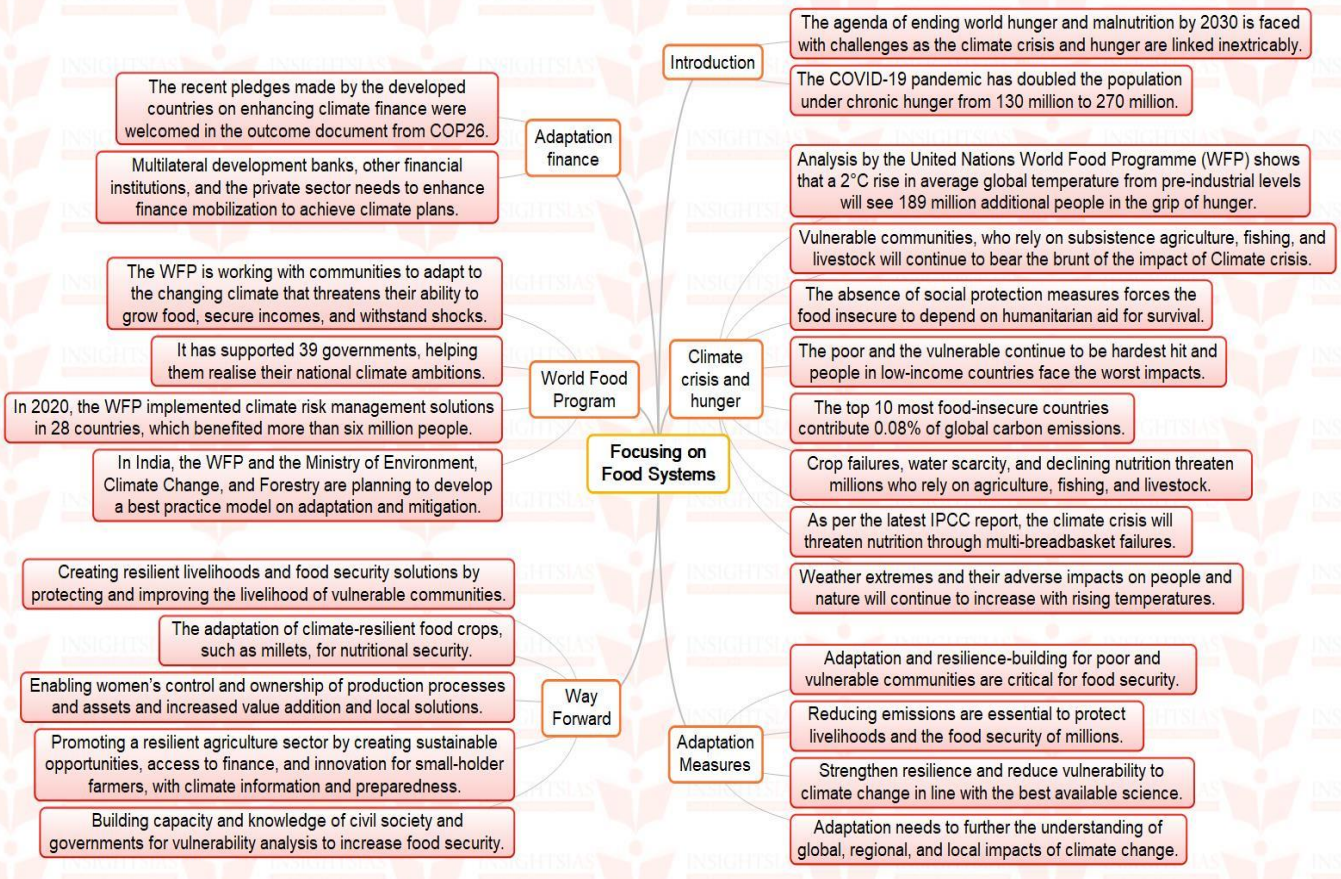 Focusing on
Food Systems
Introduction
The agenda of ending world hunger and malnutrition by 2030 is faced
with challenges as the climate crisis and hunger are linked inextricably.
The COVID-19 pandemic has doubled the population
under chronic hunger from 130 million to 270 million.
Climate
crisis and
hunger
Analysis by the United Nations World Food Programme (WFP) shows
that a 2°C rise in average global temperature from pre-industrial levels
will see 189 million additional people in the grip of hunger.
Vulnerable communities, who rely on subsistence agriculture, fishing, and
livestock will continue to bear the brunt of the impact of Climate crisis.
The absence of social protection measures forces the
food insecure to depend on humanitarian aid for survival.
The poor and the vulnerable continue to be hardest hit and
people in low-income countries face the worst impacts.
The top 10 most food-insecure countries
contribute 0.08% of global carbon emissions.
Crop failures, water scarcity, and declining nutrition threaten
millions who rely on agriculture, fishing, and livestock.
As per the latest IPCC report, the climate crisis will
threaten nutrition through multi-breadbasket failures.
Weather extremes and their adverse impacts on people and
nature will continue to increase with rising temperatures.
Adaptation
Measures
Adaptation and resilience-building for poor and
vulnerable communities are critical for food security.
Reducing emissions are essential to protect
livelihoods and the food security of millions.
Strengthen resilience and reduce vulnerability to
climate change in line with the best available science.
Adaptation needs to further the understanding of
global, regional, and local impacts of climate change.
Adaptation
finance
The recent pledges made by the developed
countries on enhancing climate finance were
welcomed in the outcome document from COP26.
Multilateral development banks, other financial
institutions, and the private sector needs to enhance
finance mobilization to achieve climate plans.
World Food
Program
The WFP is working with communities to adapt to
the changing climate that threatens their ability to
grow food, secure incomes, and withstand shocks.
It has supported 39 governments, helping
them realise their national climate ambitions.
In 2020, the WFP implemented climate risk management solutions
in 28 countries, which benefited more than six million people.
In India, the WFP and the Ministry of Environment,
Climate Change, and Forestry are planning to develop
a best practice model on adaptation and mitigation.
Way
Forward
Creating resilient livelihoods and food security solutions by
protecting and improving the livelihood of vulnerable communities.
The adaptation of climate-resilient food crops,
such as millets, for nutritional security.
Enabling women's control and ownership of production processes
and assets and increased value addition and local solutions.
Promoting a resilient agriculture sector by creating sustainable
opportunities, access to finance, and innovation for small-holder
farmers, with climate information and preparedness.
Building capacity and knowledge of civil society and
governments for vulnerability analysis to increase food security.
INSIGHTSIAS